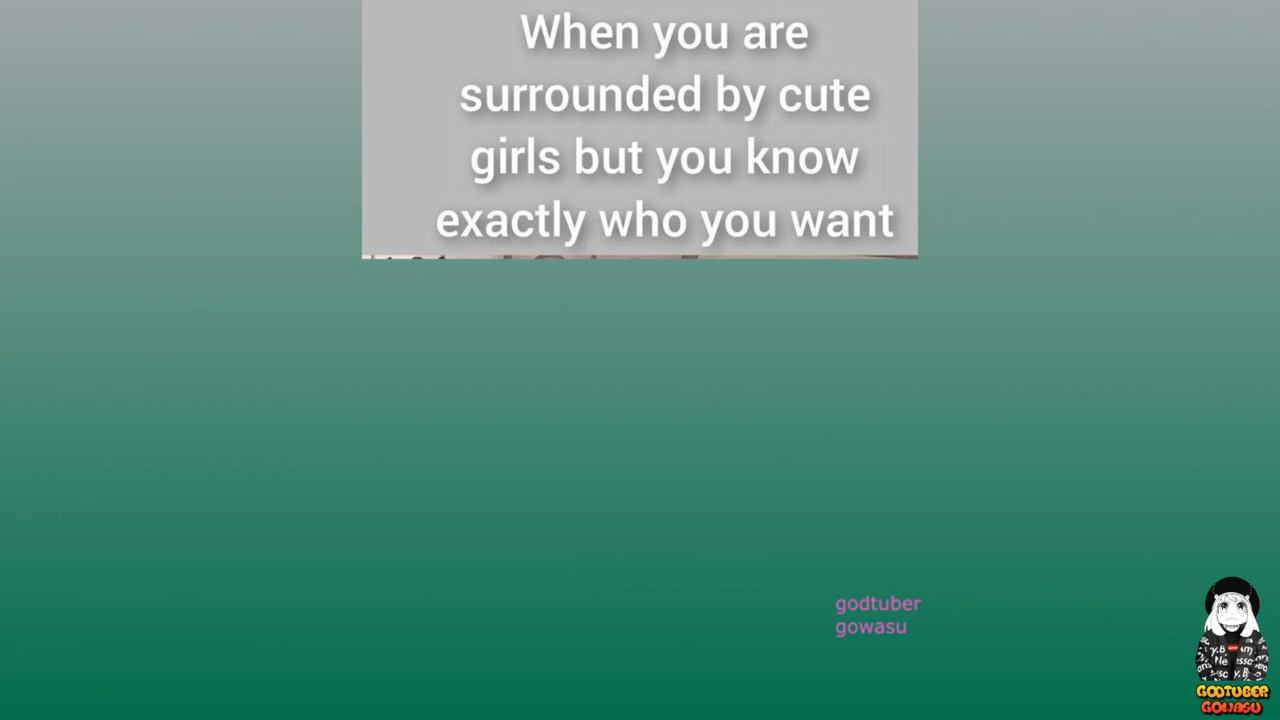 When you are
surrounded by cute
girls but you know
exactly who you want
godtuber
gowasu
GODTUBER
GOWASU